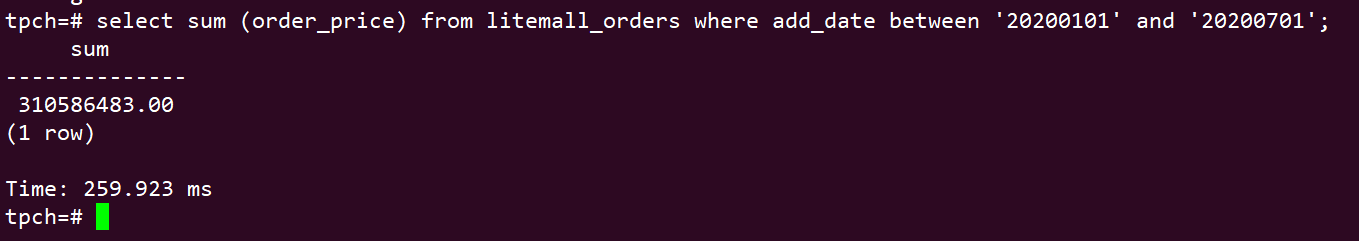 tpch=# select sum (order_price) from litemall_orders where add_date between '20200101' and '20200701';
sum
--------------
310586483.00
(1 row)
Time: 259.923 ms
tpch=#